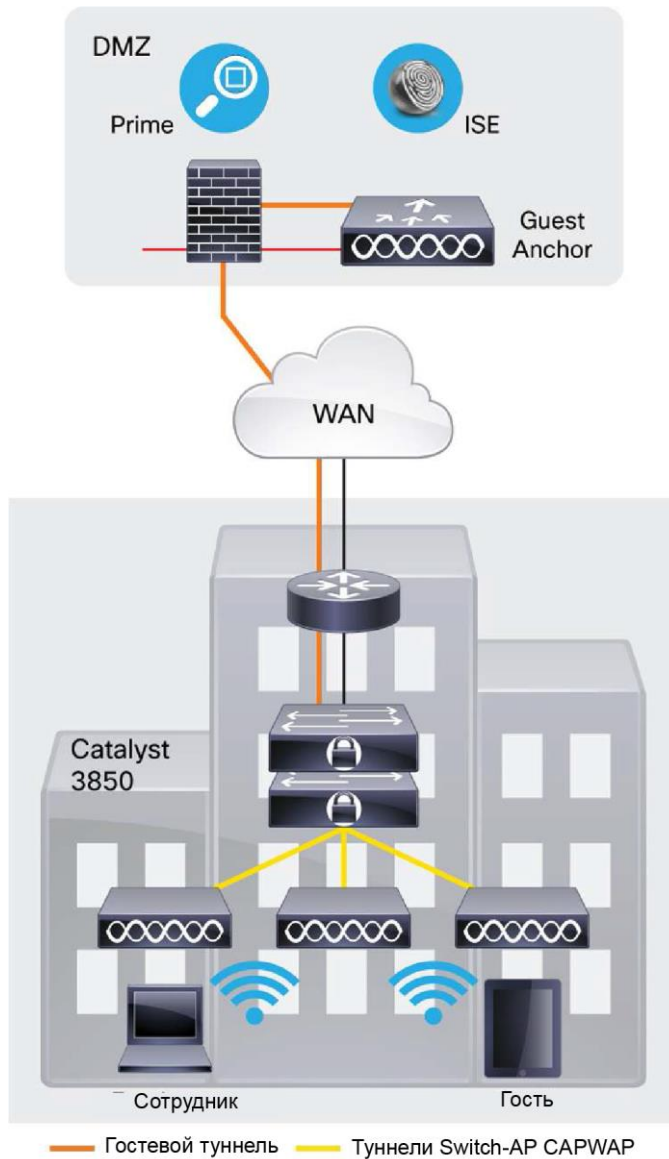 DMZ
Prime
ISE
Guest
Anchor
WAN
Catalyst
3850
Сотрудник
Гость
Гостевой туннель
Туннели Switch-AP CAPWAP